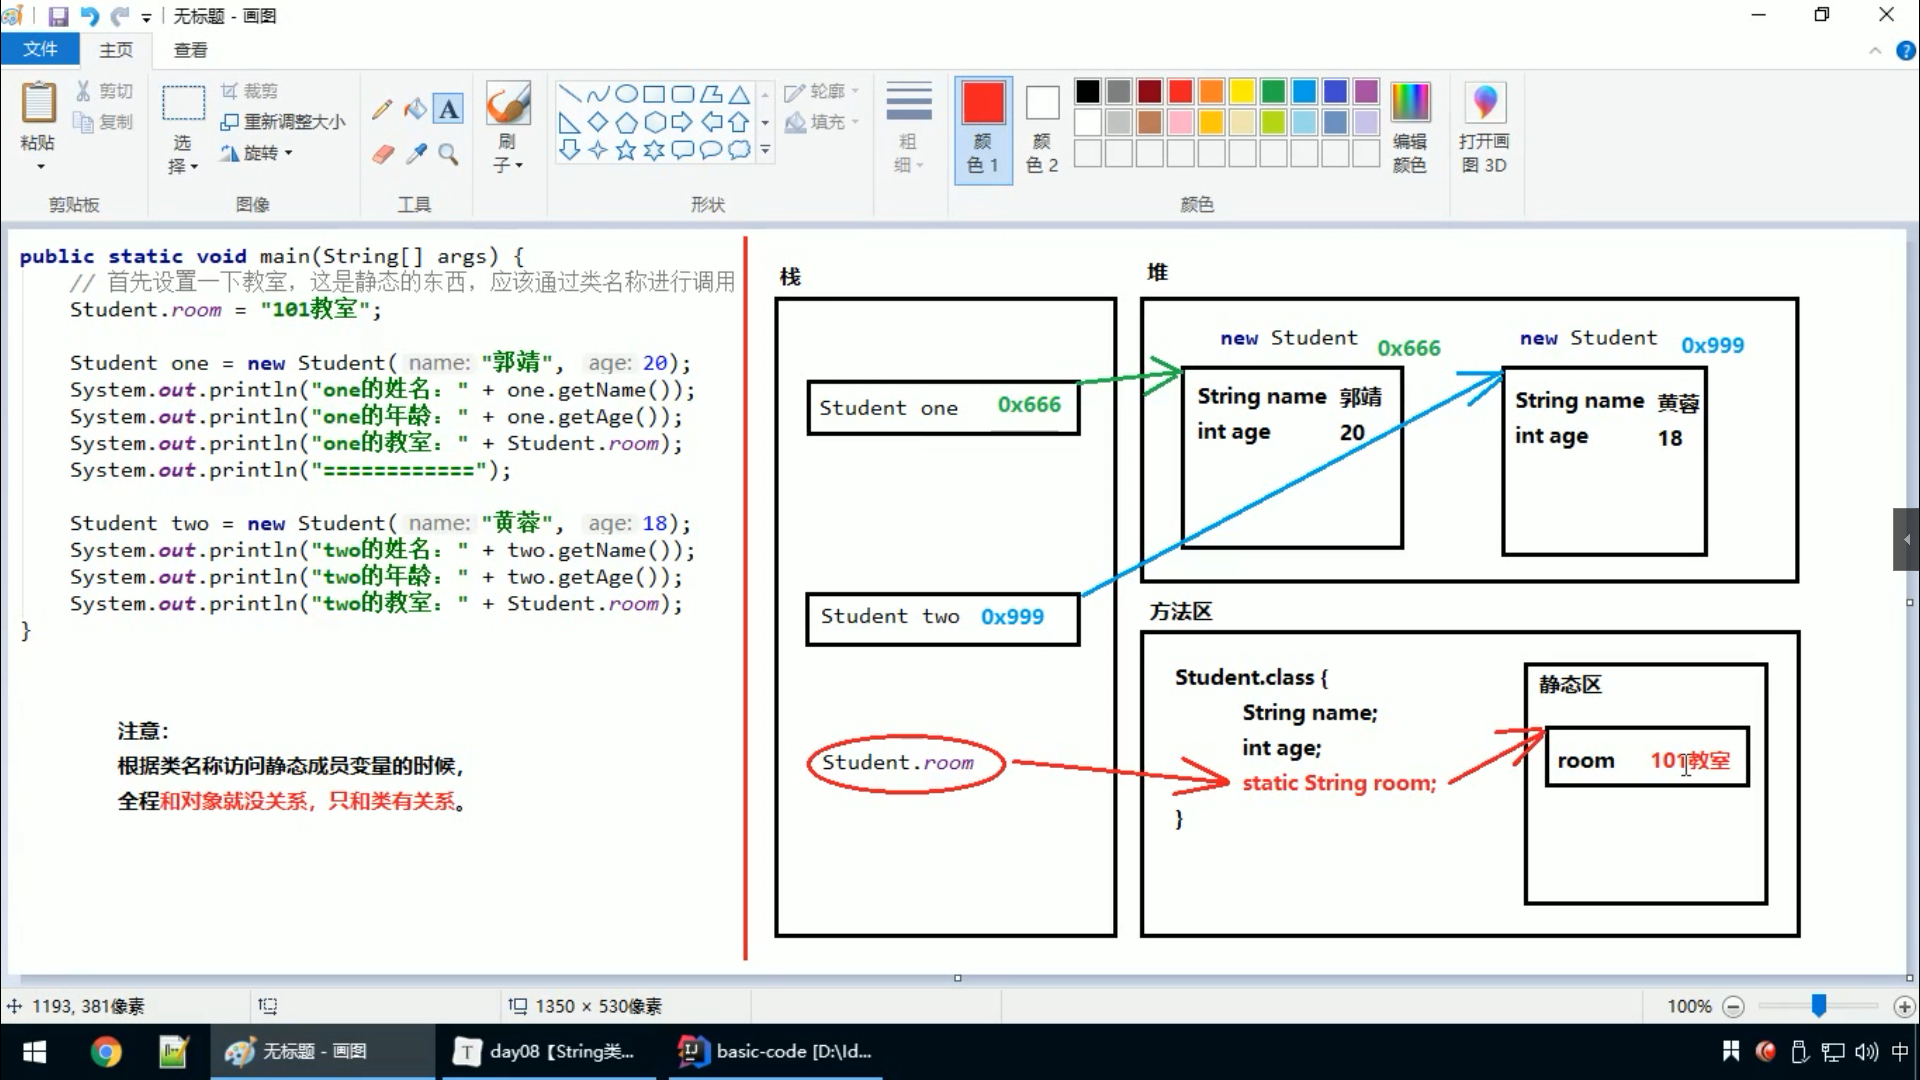 无标题 - 画图
文件 主页 查看
粘贴
剪切
复制
剪贴板
选择
裁剪
重新调整大小
旋转
图像
A
工具
刷子
形状
轮廓
填充
粗细
颜色 1
颜色 2
颜色
编辑颜色
打开画图 3D
public static void main(String[] args) {
// 首先设置一下教室，这是静态的东西，应该通过类名称进行调用
Student.room = "101教室";
Student one = new Student( name: "郭靖", age: 20);
System.out.println("one的姓名：" + one.getName());
System.out.println("one的年龄：" + one.getAge());
System.out.println("one的教室：" + Student.room);
System.out.println("============");
Student two = new Student( name: "黄蓉", age: 18);
System.out.println("two的姓名：" + two.getName());
System.out.println("two的年龄：" + two.getAge());
System.out.println("two的教室：" + Student.room);
}
注意：
根据类名称访问静态成员变量的时候，
全程和对象就没关系，只和类有关系。
栈
Student one 0x666
Student two 0x999
Student.room
堆
new Student 0x666
String name 郭靖
int age 20
new Student 0x999
String name 黄蓉
int age 18
方法区
Student.class {
String name;
int age;
static String room;
}
静态区
room 101教室
1193, 381像素
1350 × 530像素
100%
无标题 - 画图
day08【String类...
basic-code [D:\Id...
中